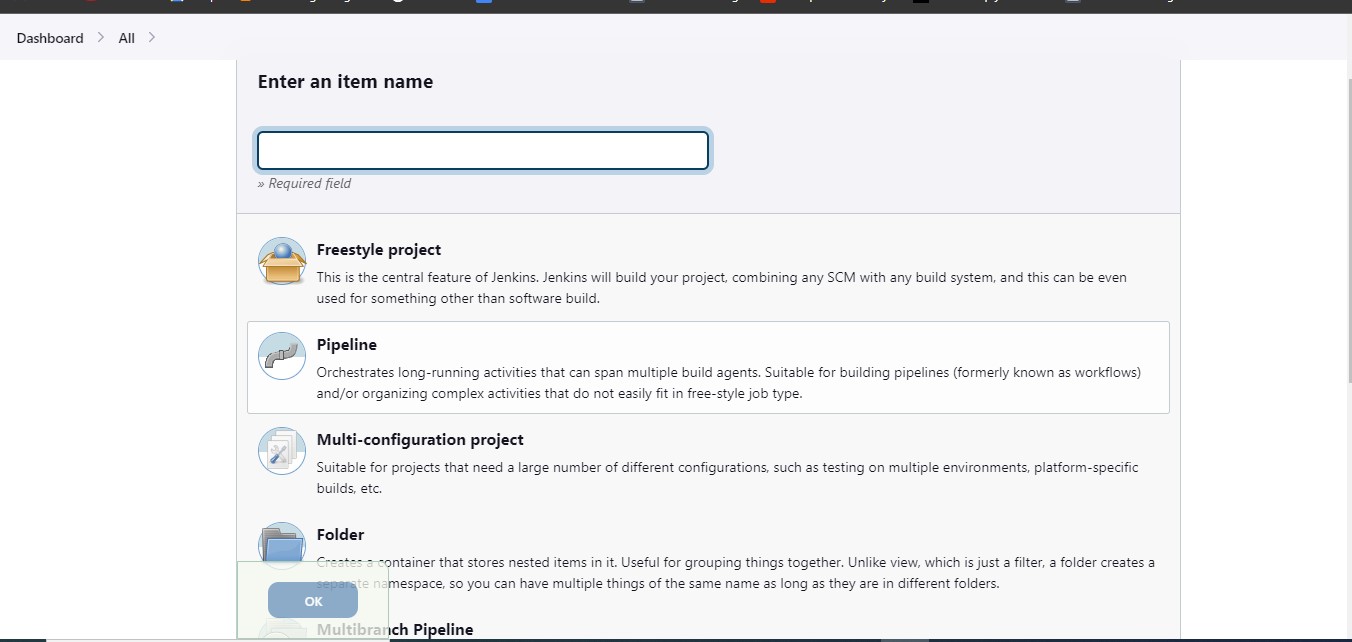 Dashboard > All >
Enter an item name
» Required field
Freestyle project
This is the central feature of Jenkins. Jenkins will build your project, combining any SCM with any build system, and this can be even
used for something other than software build.
Pipeline
Orchestrates long-running activities that can span multiple build agents. Suitable for building pipelines (formerly known as workflows)
and/or organizing complex activities that do not easily fit in free-style job type.
Multi-configuration project
Suitable for projects that need a large number of different configurations, such as testing on multiple environments, platform-specific
builds, etc.
Folder
Creates a container that stores nested items in it. Useful for grouping things together. Unlike view, which is just a filter, a folder creates a
separate namespace, so you can have multiple things of the same name as long as they are in different folders.
OK
Multibranch Pipeline